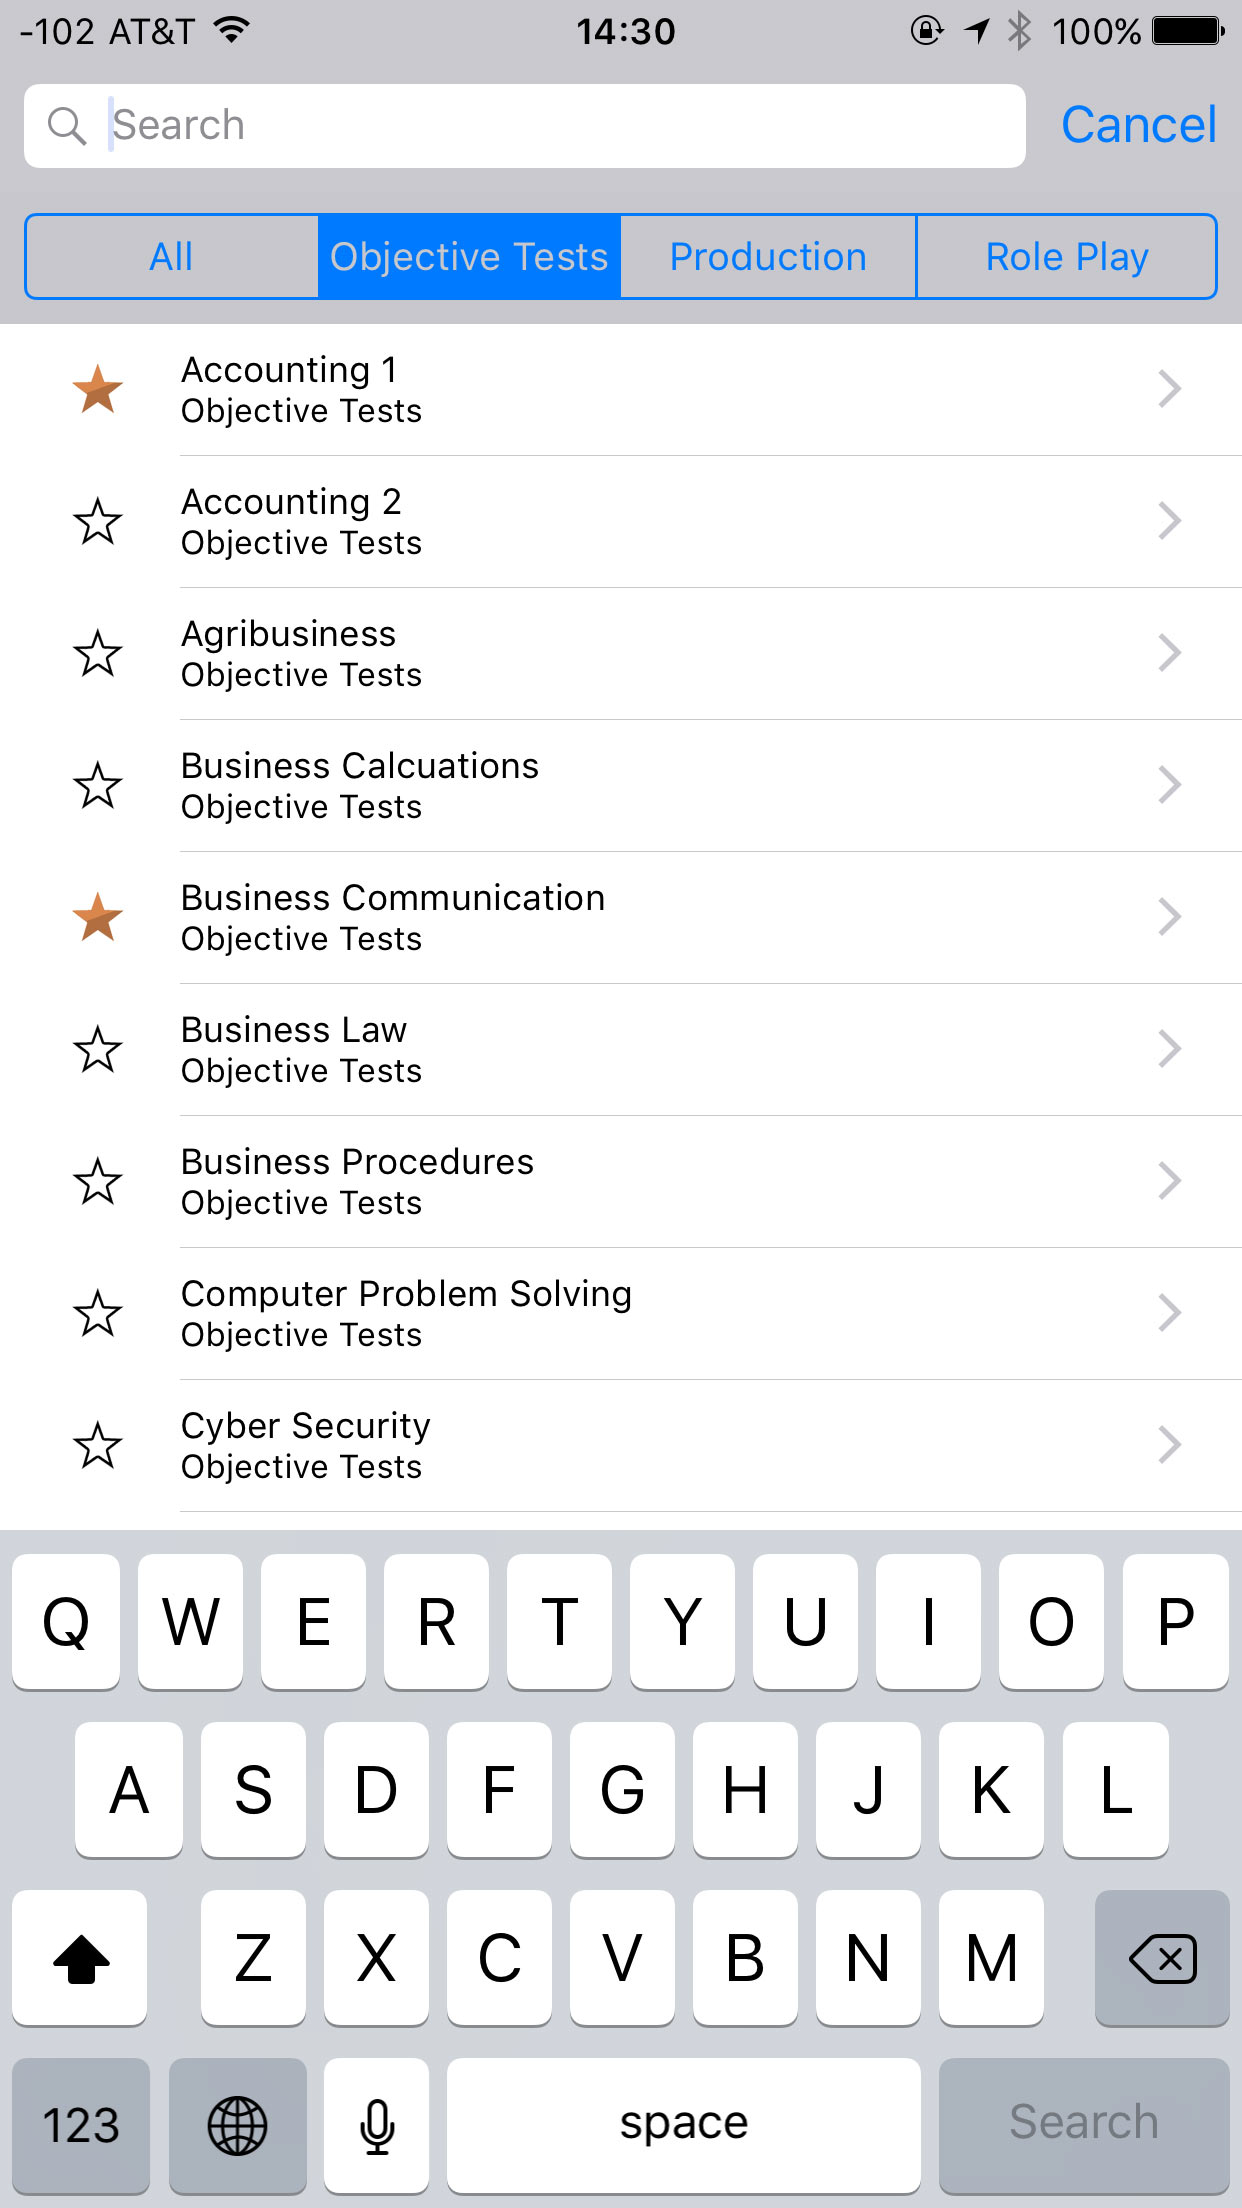 -102 AT&T 14:30 100%
Search Cancel
All Objective Tests Production Role Play
Accounting 1
Objective Tests
Accounting 2
Objective Tests
Agribusiness
Objective Tests
Business Calcuations
Objective Tests
Business Communication
Objective Tests
Business Law
Objective Tests
Business Procedures
Objective Tests
Computer Problem Solving
Objective Tests
Cyber Security
Objective Tests
Q W E R T Y U I O P
A S D F G H J K L
Z X C V B N M
123 space Search